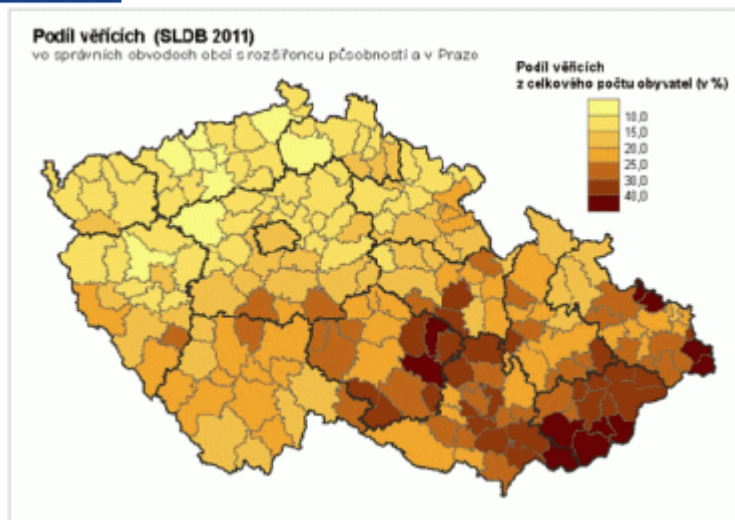 Podíl věřících (SLDB 2011)
ve správních obvodech obcí s rozšířenou působností a v Praze
Podíl věřících
z celkového počtu obyvatel (v %)
10,0
15,0
20,0
25,0
30,0
40,0